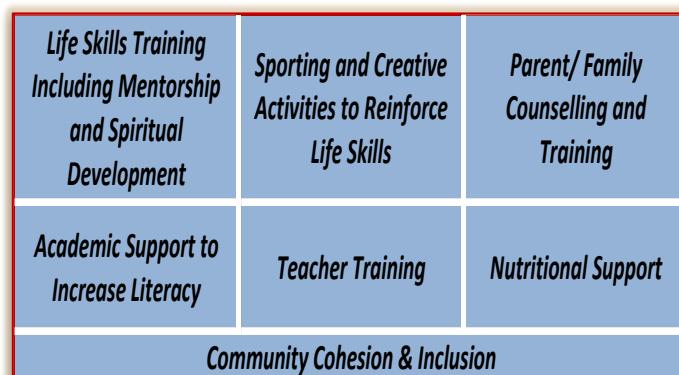 Life Skills Training
Including Mentorship
and Spiritual
Development
Sporting and Creative
Activities to Reinforce
Life Skills
Parent/ Family
Counselling and
Training
Academic Support to
Increase Literacy
Teacher Training
Nutritional Support
Community Cohesion & Inclusion